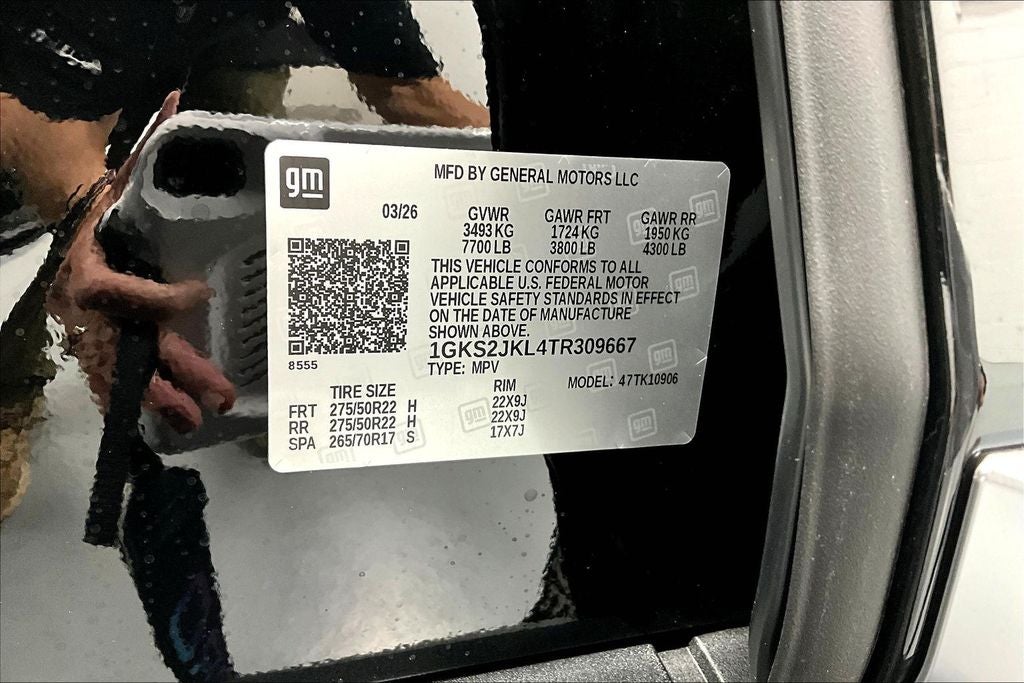 gm
MFD BY GENERAL MOTORS LLC
03/26
GVWR GAWR FRT GAWR RR
3493 KG 1724 KG 1950 KG
7700 LB 3800 LB 4300 LB
THIS VEHICLE CONFORMS TO ALL
APPLICABLE U.S. FEDERAL MOTOR
VEHICLE SAFETY STANDARDS IN EFFECT
ON THE DATE OF MANUFACTURE
SHOWN ABOVE.
8555
1GKS2JKL4TR309667
TYPE: MPV
MODEL: 47TK10906
TIRE SIZE RIM
FRT 275/50R22 H 22X9J
RR 275/50R22 H 22X9J
SPA 265/70R17 S 17X7J